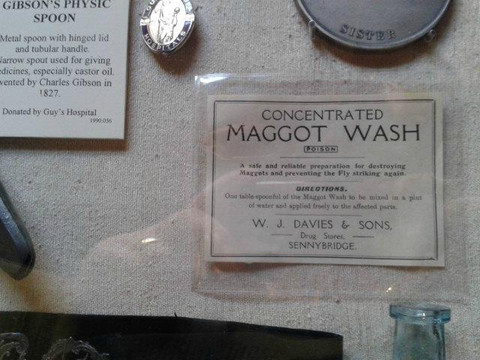 GIBSON'S PHYSIC
SPOON
Metal spoon with hinged lid
and tubular handle.
Narrow spout used for giving
medicines, especially castor oil.
vented by Charles Gibson in
1827.
Donated by Guy's Hospital
1990/056
SISTER
CONCENTRATED
MAGGOT WASH
POISON
A safe and reliable preparation for destroying
Maggots and preventing the Fly striking again.
DIRECTIONS.
One table-spoonful of the Maggot Wash to be mixed in a pint
of water and applied freely to the affected parts.
W. J. DAVIES & SONS,
Drug Stores,
SENNYBRIDGE.